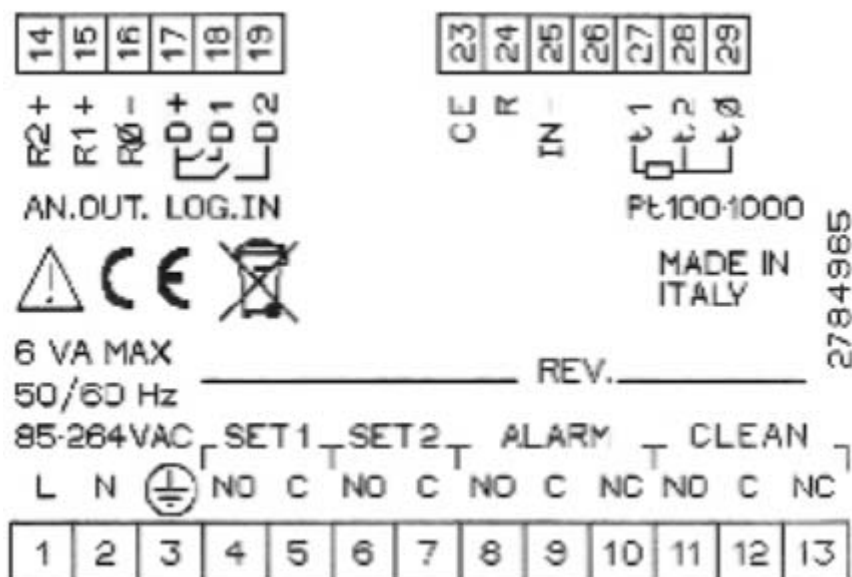 14 15 16 17 18 19
23 24 25 26 27 28 29
R2+ R1+ RØ- D+ D1 D2
CE R IN- t1 t2 tØ
AN.OUT. LOG.IN
Pt100-1000
CE
MADE IN
ITALY
2784985
6 VA MAX
50/60 Hz
REV.
85-264VAC SET1 SET2 ALARM CLEAN
L N NO C NO C NO C NC NO C NC
1 2 3 4 5 6 7 8 9 10 11 12 13